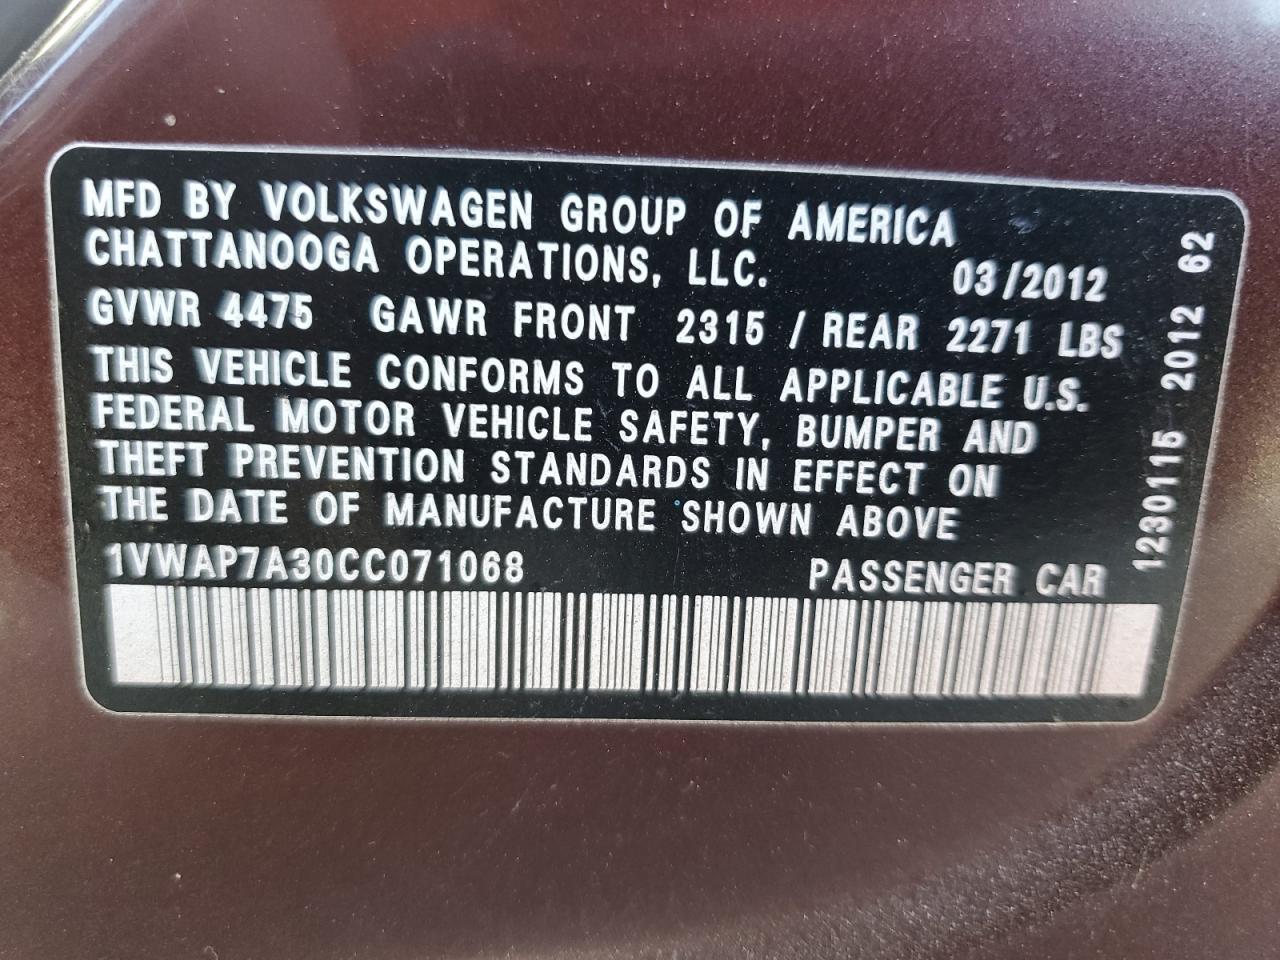 MFD BY VOLKSWAGEN GROUP OF AMERICA
CHATTANOOGA OPERATIONS, LLC. 03/2012
GVWR 4475 GAWR FRONT 2315 / REAR 2271 LBS
THIS VEHICLE CONFORMS TO ALL APPLICABLE U.S.
FEDERAL MOTOR VEHICLE SAFETY, BUMPER AND
THEFT PREVENTION STANDARDS IN EFFECT ON
THE DATE OF MANUFACTURE SHOWN ABOVE
1VWAP7A30CC071068 PASSENGER CAR
1230115 2012 62